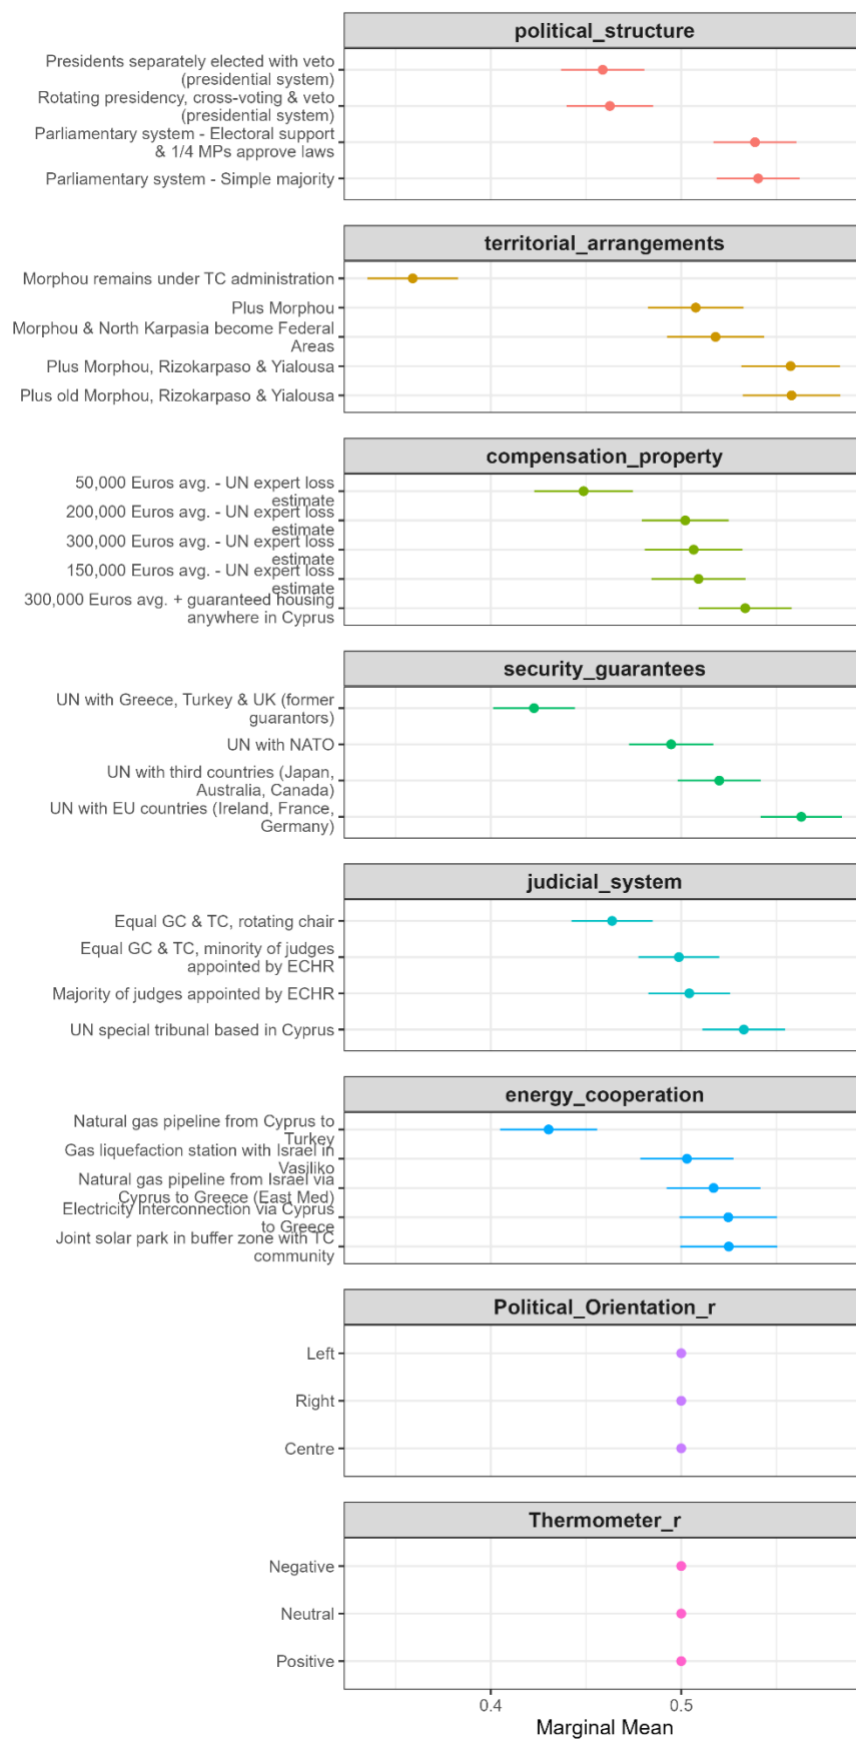 political_structure
Presidents separately elected with veto
(presidential system)
Rotating presidency, cross-voting & veto
(presidential system)
Parliamentary system - Electoral support
& 1/4 MPs approve laws
Parliamentary system - Simple majority
territorial_arrangements
Morphou remains under TC administration
Plus Morphou
Morphou & North Karpasia become Federal
Areas
Plus Morphou, Rizokarpaso & Yialousa
Plus old Morphou, Rizokarpaso & Yialousa
compensation_property
50,000 Euros avg. - UN expert loss
estimate
200,000 Euros avg. - UN expert loss
estimate
300,000 Euros avg. - UN expert loss
estimate
150,000 Euros avg. - UN expert loss
estimate
300,000 Euros avg. + guaranteed housing
anywhere in Cyprus
security_guarantees
UN with Greece, Turkey & UK (former
guarantors)
UN with NATO
UN with third countries (Japan,
Australia, Canada)
UN with EU countries (Ireland, France,
Germany)
judicial_system
Equal GC & TC, rotating chair
Equal GC & TC, minority of judges
appointed by ECHR
Majority of judges appointed by ECHR
UN special tribunal based in Cyprus
energy_cooperation
Natural gas pipeline from Cyprus to
Turkey
Gas liquefaction station with Israel in
Vasiliko
Natural gas pipeline from Israel via
Cyprus to Greece (East Med)
Electricity Interconnection via Cyprus
to Greece
Joint solar park in buffer zone with TC
community
Political_Orientation_r
Left
Right
Centre
Thermometer_r
Negative
Neutral
Positive
0.4 0.5
Marginal Mean